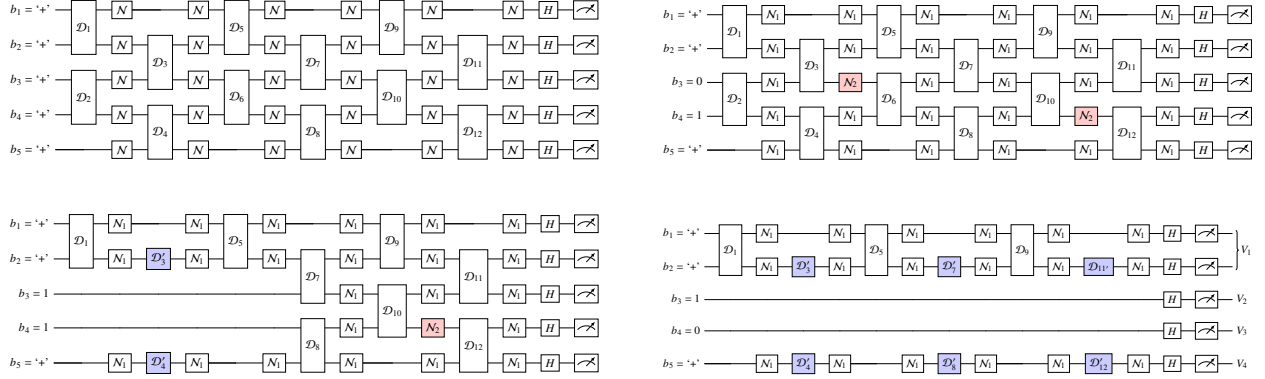 b₁ = ‘+’ 𝒩 𝒩 𝒩 𝒩 𝒩 𝒩 H
𝒟₁ 𝒟₅ 𝒟₉
b₂ = ‘+’ 𝒩 𝒩 𝒩 𝒩 𝒩 𝒩 H
𝒟₃ 𝒟₇ 𝒟₁₁
b₃ = ‘+’ 𝒩 𝒩 𝒩 𝒩 𝒩 𝒩 H
𝒟₂ 𝒟₆ 𝒟₁₀
b₄ = ‘+’ 𝒩 𝒩 𝒩 𝒩 𝒩 𝒩 H
𝒟₄ 𝒟₈ 𝒟₁₂
b₅ = ‘+’ 𝒩 𝒩 𝒩 𝒩 𝒩 𝒩 H
b₁ = ‘+’ 𝒩₁ 𝒩₁ 𝒩₁ 𝒩₁ 𝒩₁ 𝒩₁ H
𝒟₁ 𝒟₅ 𝒟₉
b₂ = ‘+’ 𝒩₁ 𝒩₁ 𝒩₁ 𝒩₁ 𝒩₁ 𝒩₁ H
𝒟₃ 𝒟₇ 𝒟₁₁
b₃ = 0 𝒩₁ 𝒩₂ 𝒩₁ 𝒩₁ 𝒩₁ 𝒩₁ H
𝒟₂ 𝒟₆ 𝒟₁₀
b₄ = 1 𝒩₁ 𝒩₁ 𝒩₁ 𝒩₁ 𝒩₂ 𝒩₁ H
𝒟₄ 𝒟₈ 𝒟₁₂
b₅ = ‘+’ 𝒩₁ 𝒩₁ 𝒩₁ 𝒩₁ 𝒩₁ 𝒩₁ H
b₁ = ‘+’ 𝒩₁ 𝒩₁ 𝒩₁ 𝒩₁ 𝒩₁ 𝒩₁ H
𝒟₁ 𝒟₅ 𝒟₉
b₂ = ‘+’ 𝒩₁ 𝒟′₃ 𝒩₁ 𝒩₁ 𝒩₁ 𝒩₁ 𝒩₁ H
𝒟₇ 𝒟₁₁
b₃ = 1 𝒩₁ 𝒩₁ 𝒩₁ H
𝒟₁₀
b₄ = 1 𝒩₁ 𝒩₂ 𝒩₁ H
𝒟₈ 𝒟₁₂
b₅ = ‘+’ 𝒩₁ 𝒟′₄ 𝒩₁ 𝒩₁ 𝒩₁ 𝒩₁ 𝒩₁ H
b₁ = ‘+’ 𝒩₁ 𝒩₁ 𝒩₁ 𝒩₁ 𝒩₁ 𝒩₁ H
𝒟₁ 𝒟₅ 𝒟₉ V₁
b₂ = ‘+’ 𝒩₁ 𝒟′₃ 𝒩₁ 𝒩₁ 𝒟′₇ 𝒩₁ 𝒩₁ 𝒟₁₁′ 𝒩₁ H
b₃ = 1 H V₂
b₄ = 0 H V₃
b₅ = ‘+’ 𝒩₁ 𝒟′₄ 𝒩₁ 𝒩₁ 𝒟′₈ 𝒩₁ 𝒩₁ 𝒟′₁₂ 𝒩₁ H V₄